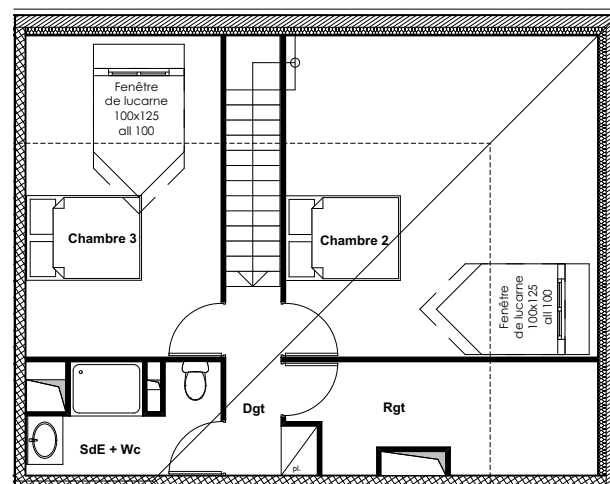 Fenêtre
de lucarne
100x125
all 100
Chambre 3
Chambre 2
Fenêtre
de lucarne
100x125
all 100
Dgt
Rgt
SdE + Wc
pl.